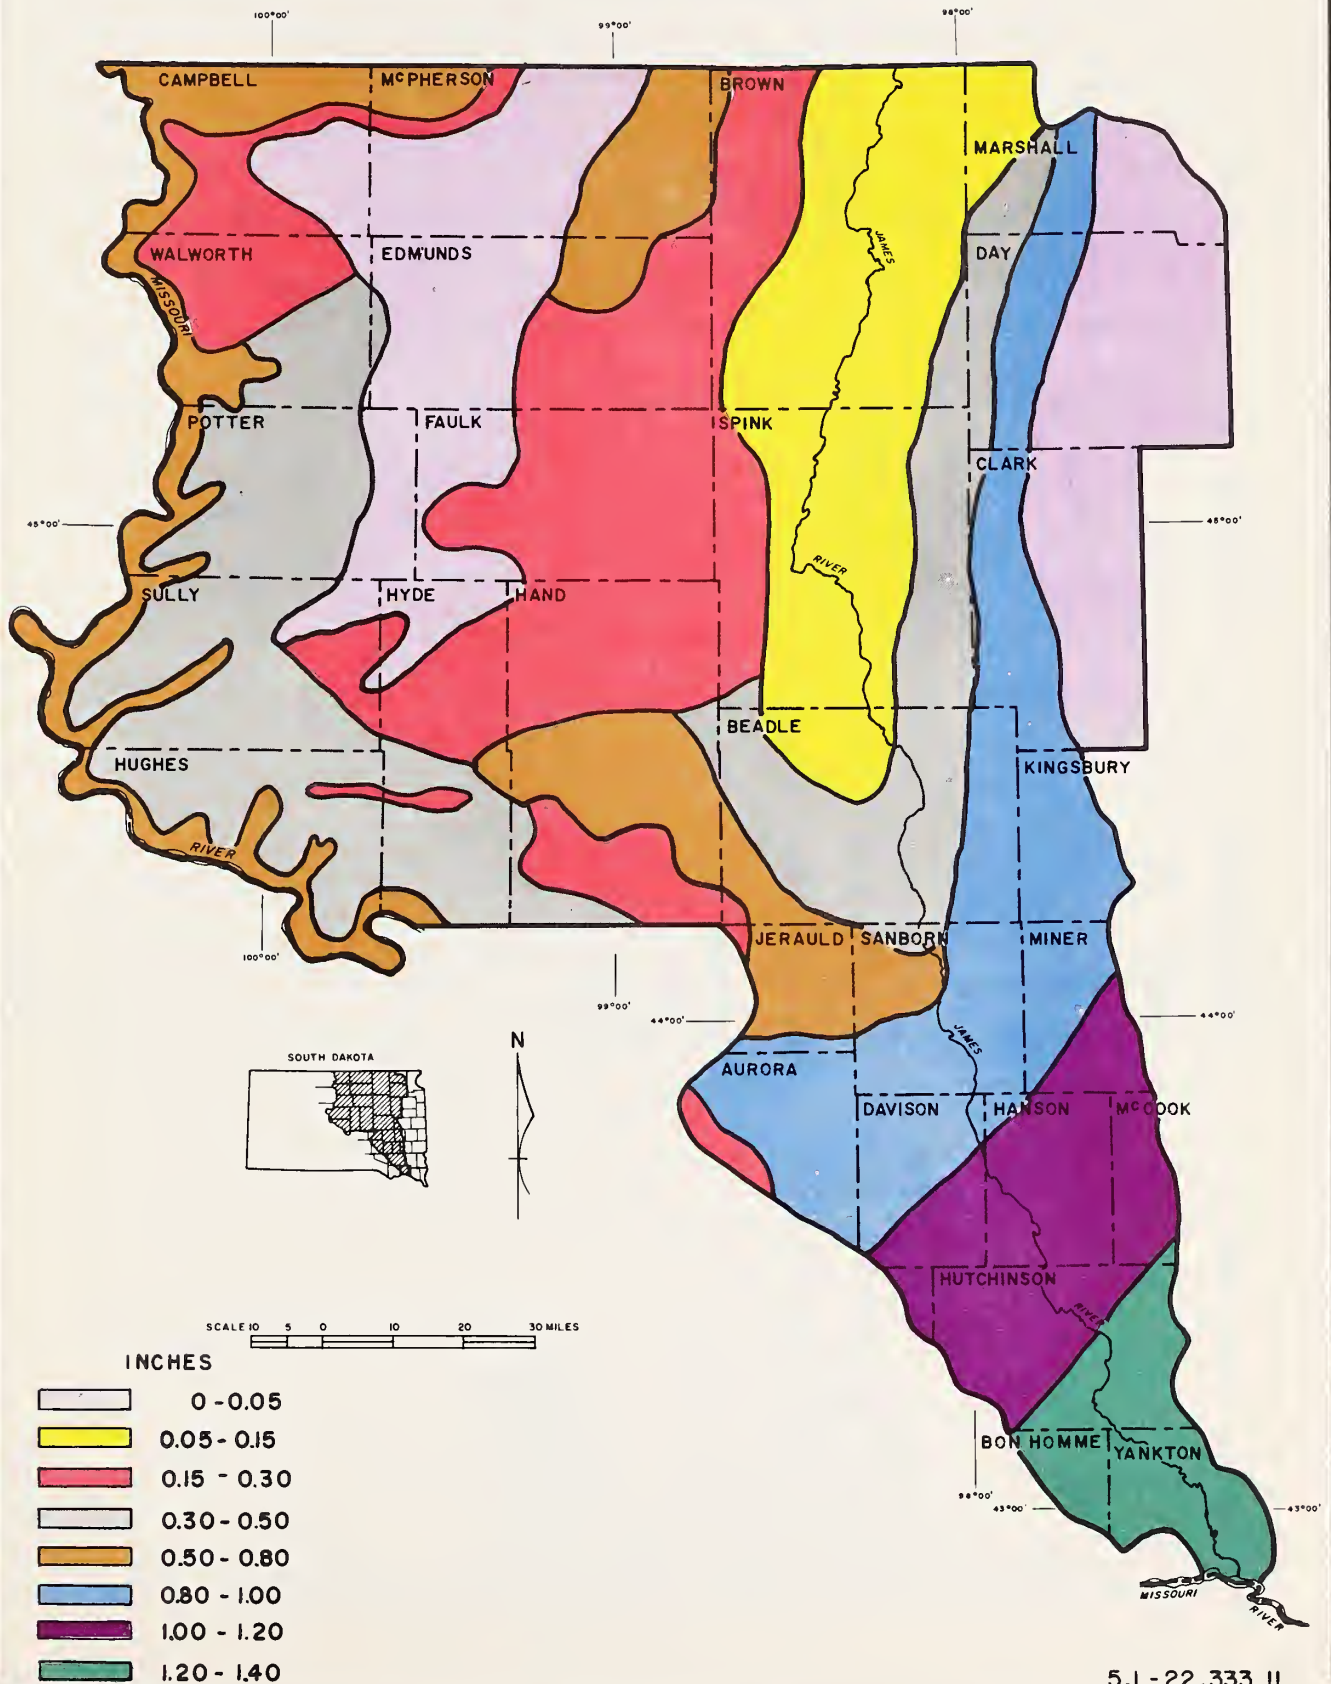 100°00'
99°00'
98°00'
CAMPBELL
McPHERSON
BROWN
MARSHALL
WALWORTH
EDMUNDS
JAMES
DAY
MISSOURI
POTTER
FAULK
SPINK
CLARK
45°00'
45°00'
RIVER
SULLY
HYDE
HAND
BEADLE
HUGHES
KINGSBURY
RIVER
JERAULD
SANBORN
MINER
100°00'
99°00'
44°00'
44°00'
N
JAMES
SOUTH DAKOTA
AURORA
DAVISON
HANSON
McCOOK
HUTCHINSON
RIVER
SCALE 10 5 0 10 20 30 MILES
INCHES
0 - 0.05
0.05 - 0.15
0.15 - 0.30
0.30 - 0.50
0.50 - 0.80
0.80 - 1.00
1.00 - 1.20
1.20 - 1.40
BON HOMME
YANKTON
98°00'
43°00'
43°00'
MISSOURI
RIVER
5,1 - 22,333 11